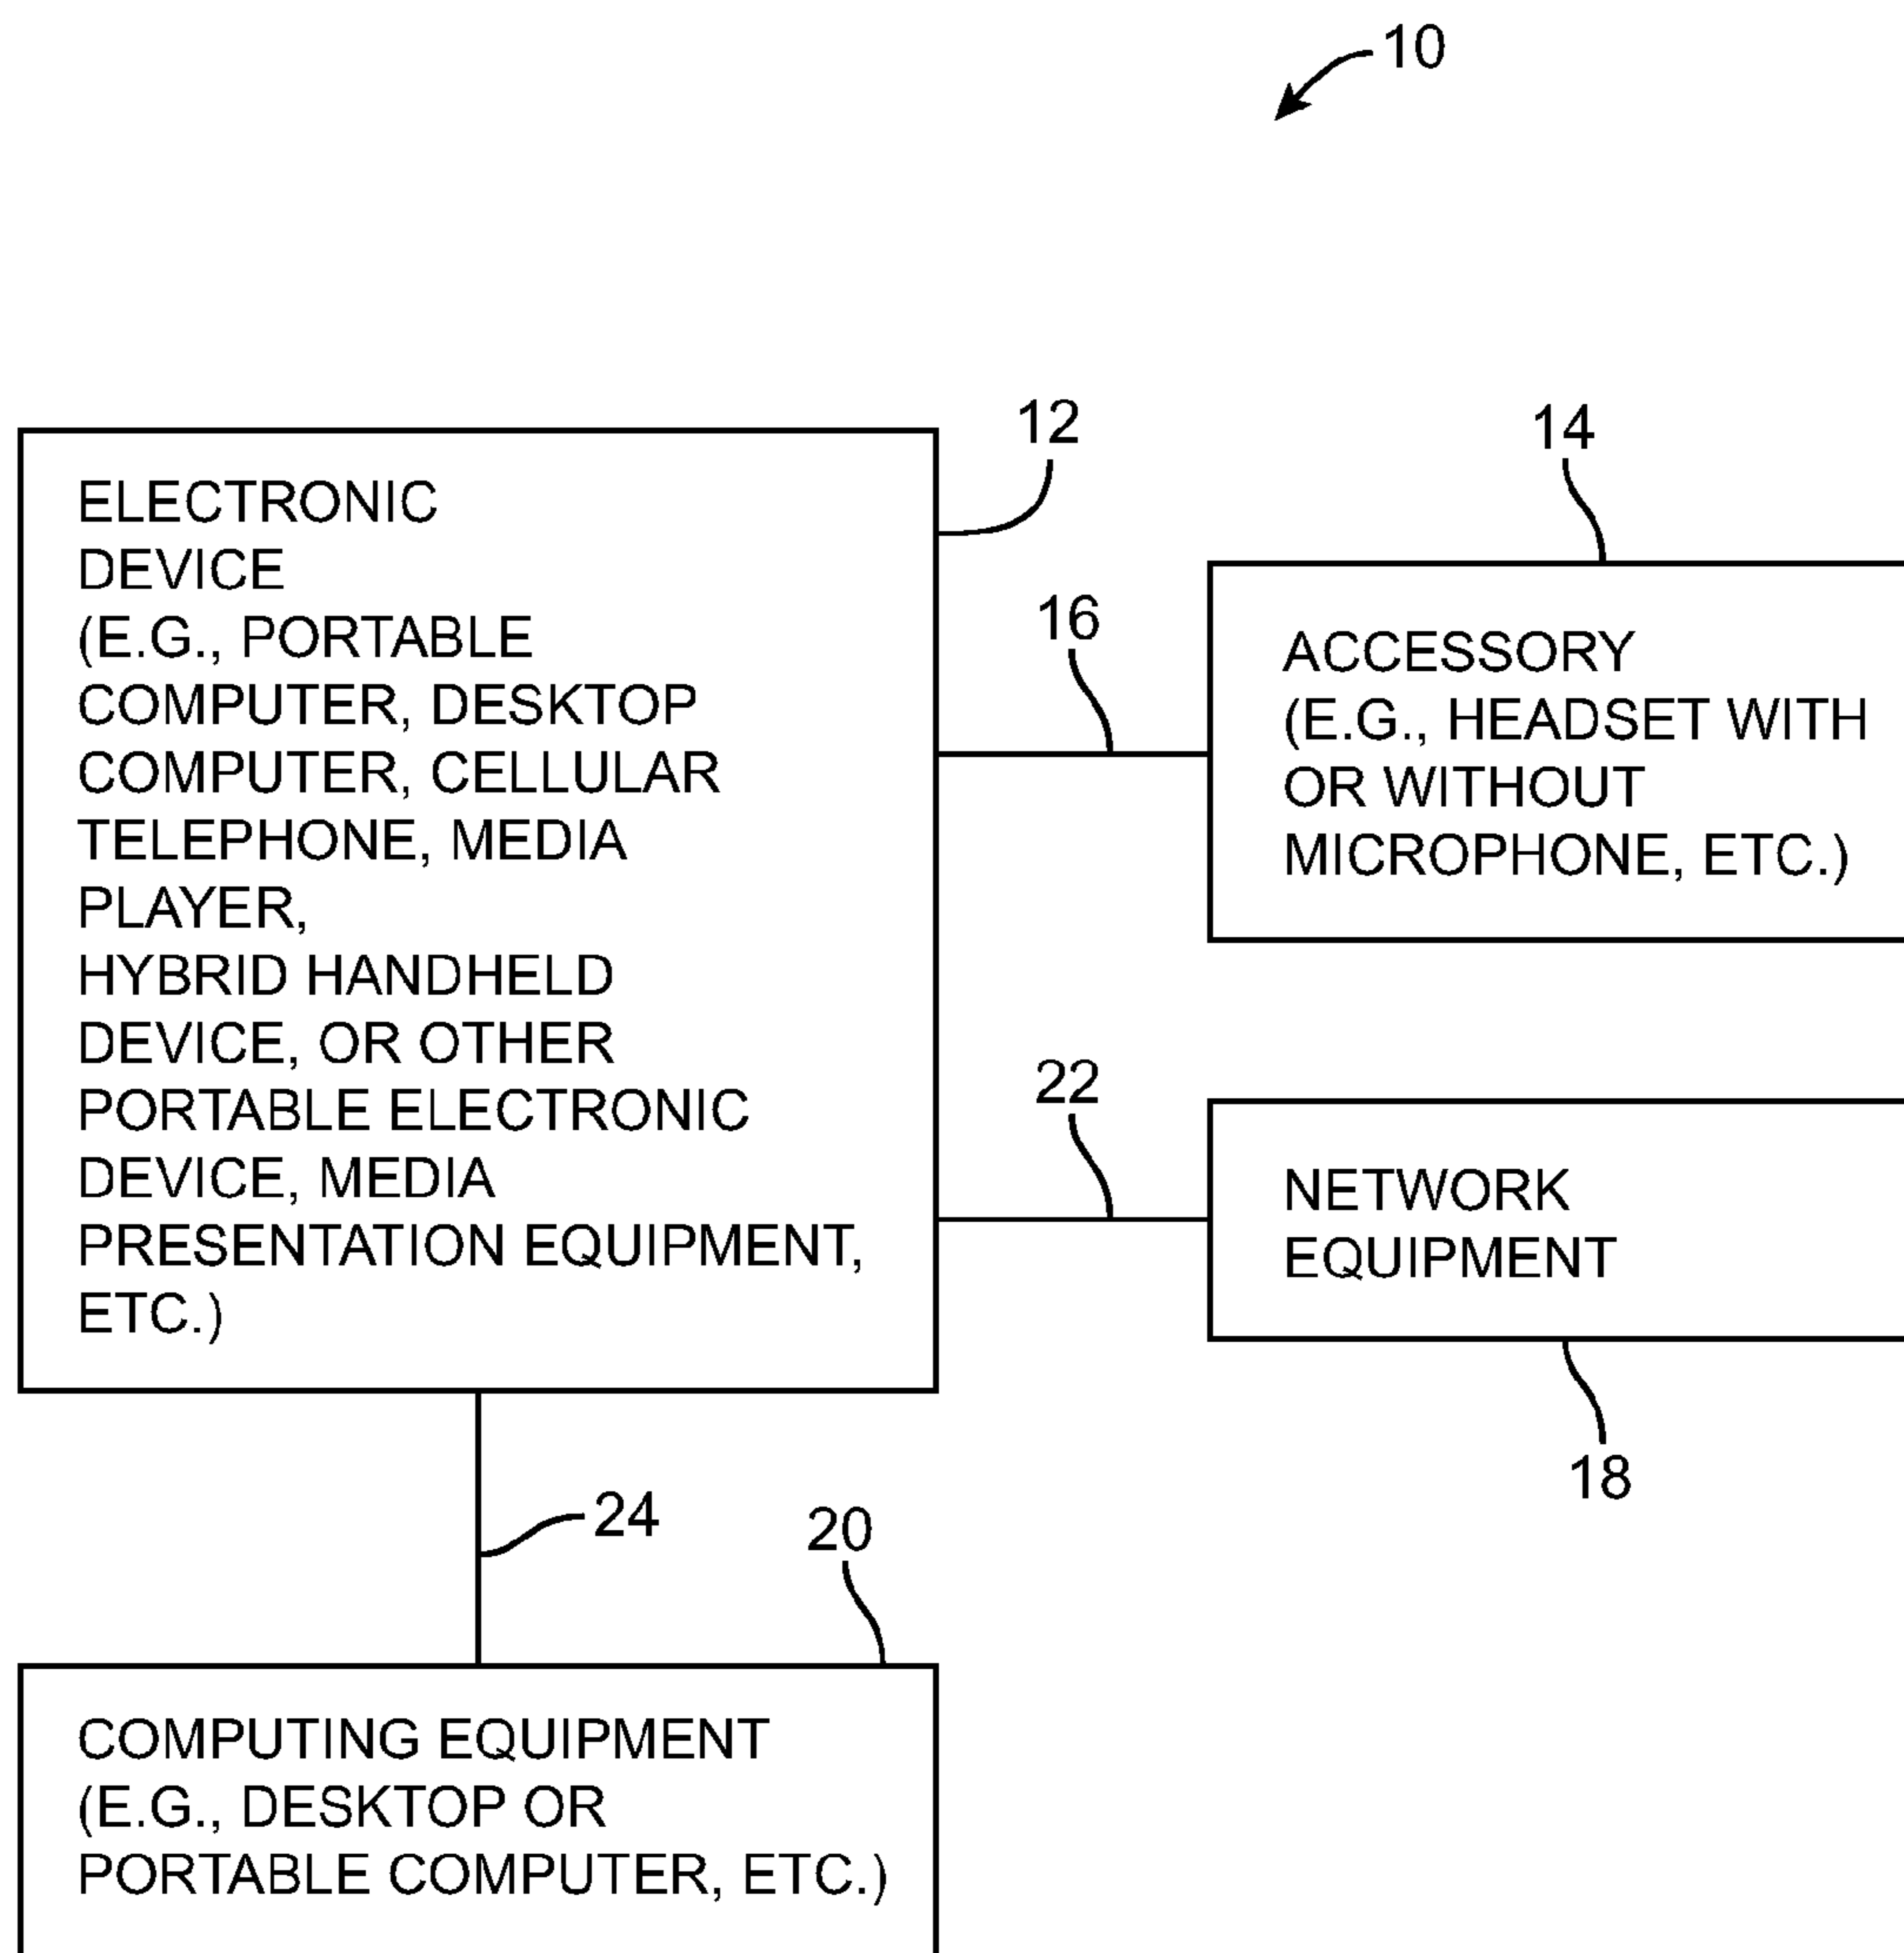 10
12
ELECTRONIC
DEVICE
(E.G., PORTABLE
COMPUTER, DESKTOP
COMPUTER, CELLULAR
TELEPHONE, MEDIA
PLAYER,
HYBRID HANDHELD
DEVICE, OR OTHER
PORTABLE ELECTRONIC
DEVICE, MEDIA
PRESENTATION EQUIPMENT,
ETC.)
14
16
ACCESSORY
(E.G., HEADSET WITH
OR WITHOUT
MICROPHONE, ETC.)
22
NETWORK
EQUIPMENT
18
24
20
COMPUTING EQUIPMENT
(E.G., DESKTOP OR
PORTABLE COMPUTER, ETC.)